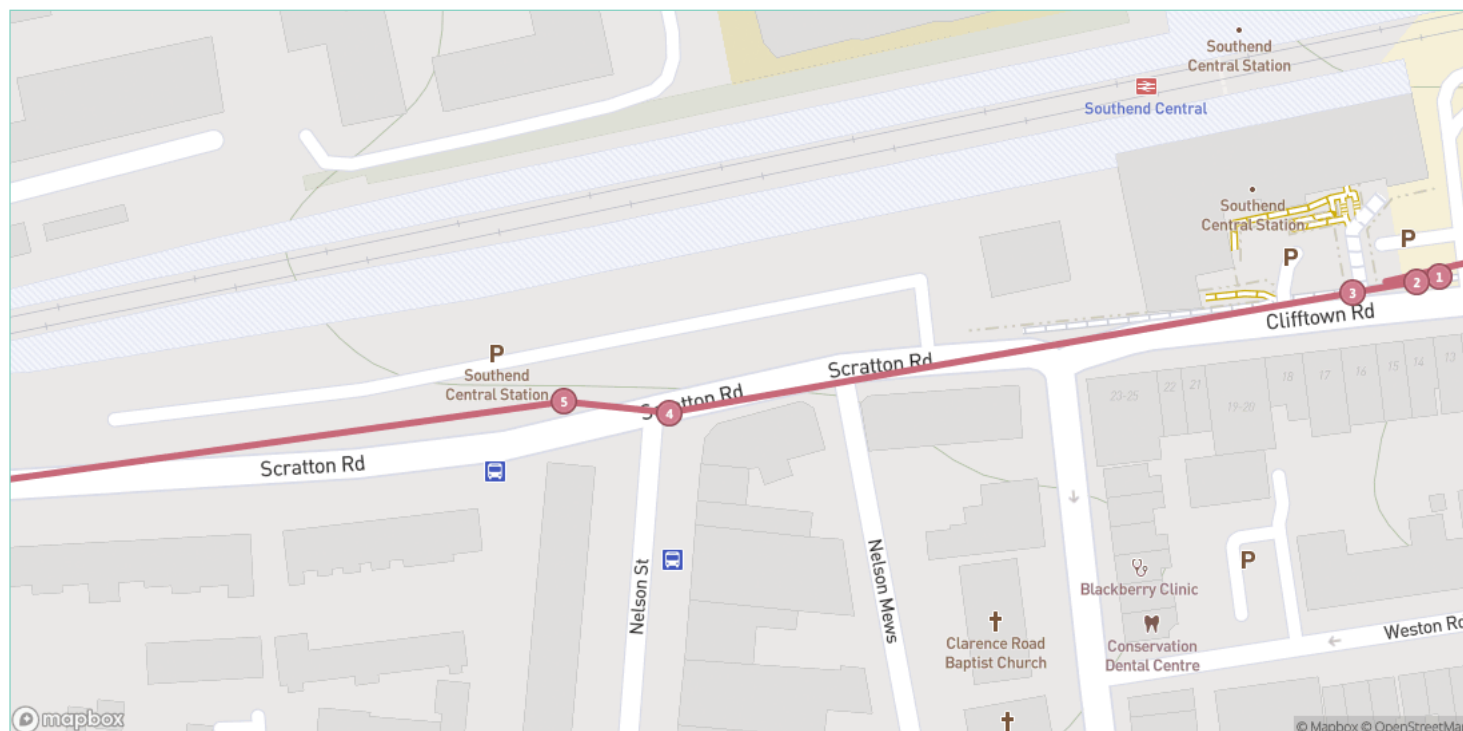 Southend
Central Station
Southend Central
Southend
Central Station
P
P
1
2
3
Clifftown Rd
Scratton Rd
P
Southend
Central Station
5
4
Scratton Rd
Scratton Rd
23-25
22
21
19-20
18
17
16
15
14
13
Nelson St
Nelson Mews
P
Blackberry Clinic
Clarence Road
Baptist Church
Conservation
Dental Centre
Weston Rd
mapbox
© Mapbox © OpenStreetMap